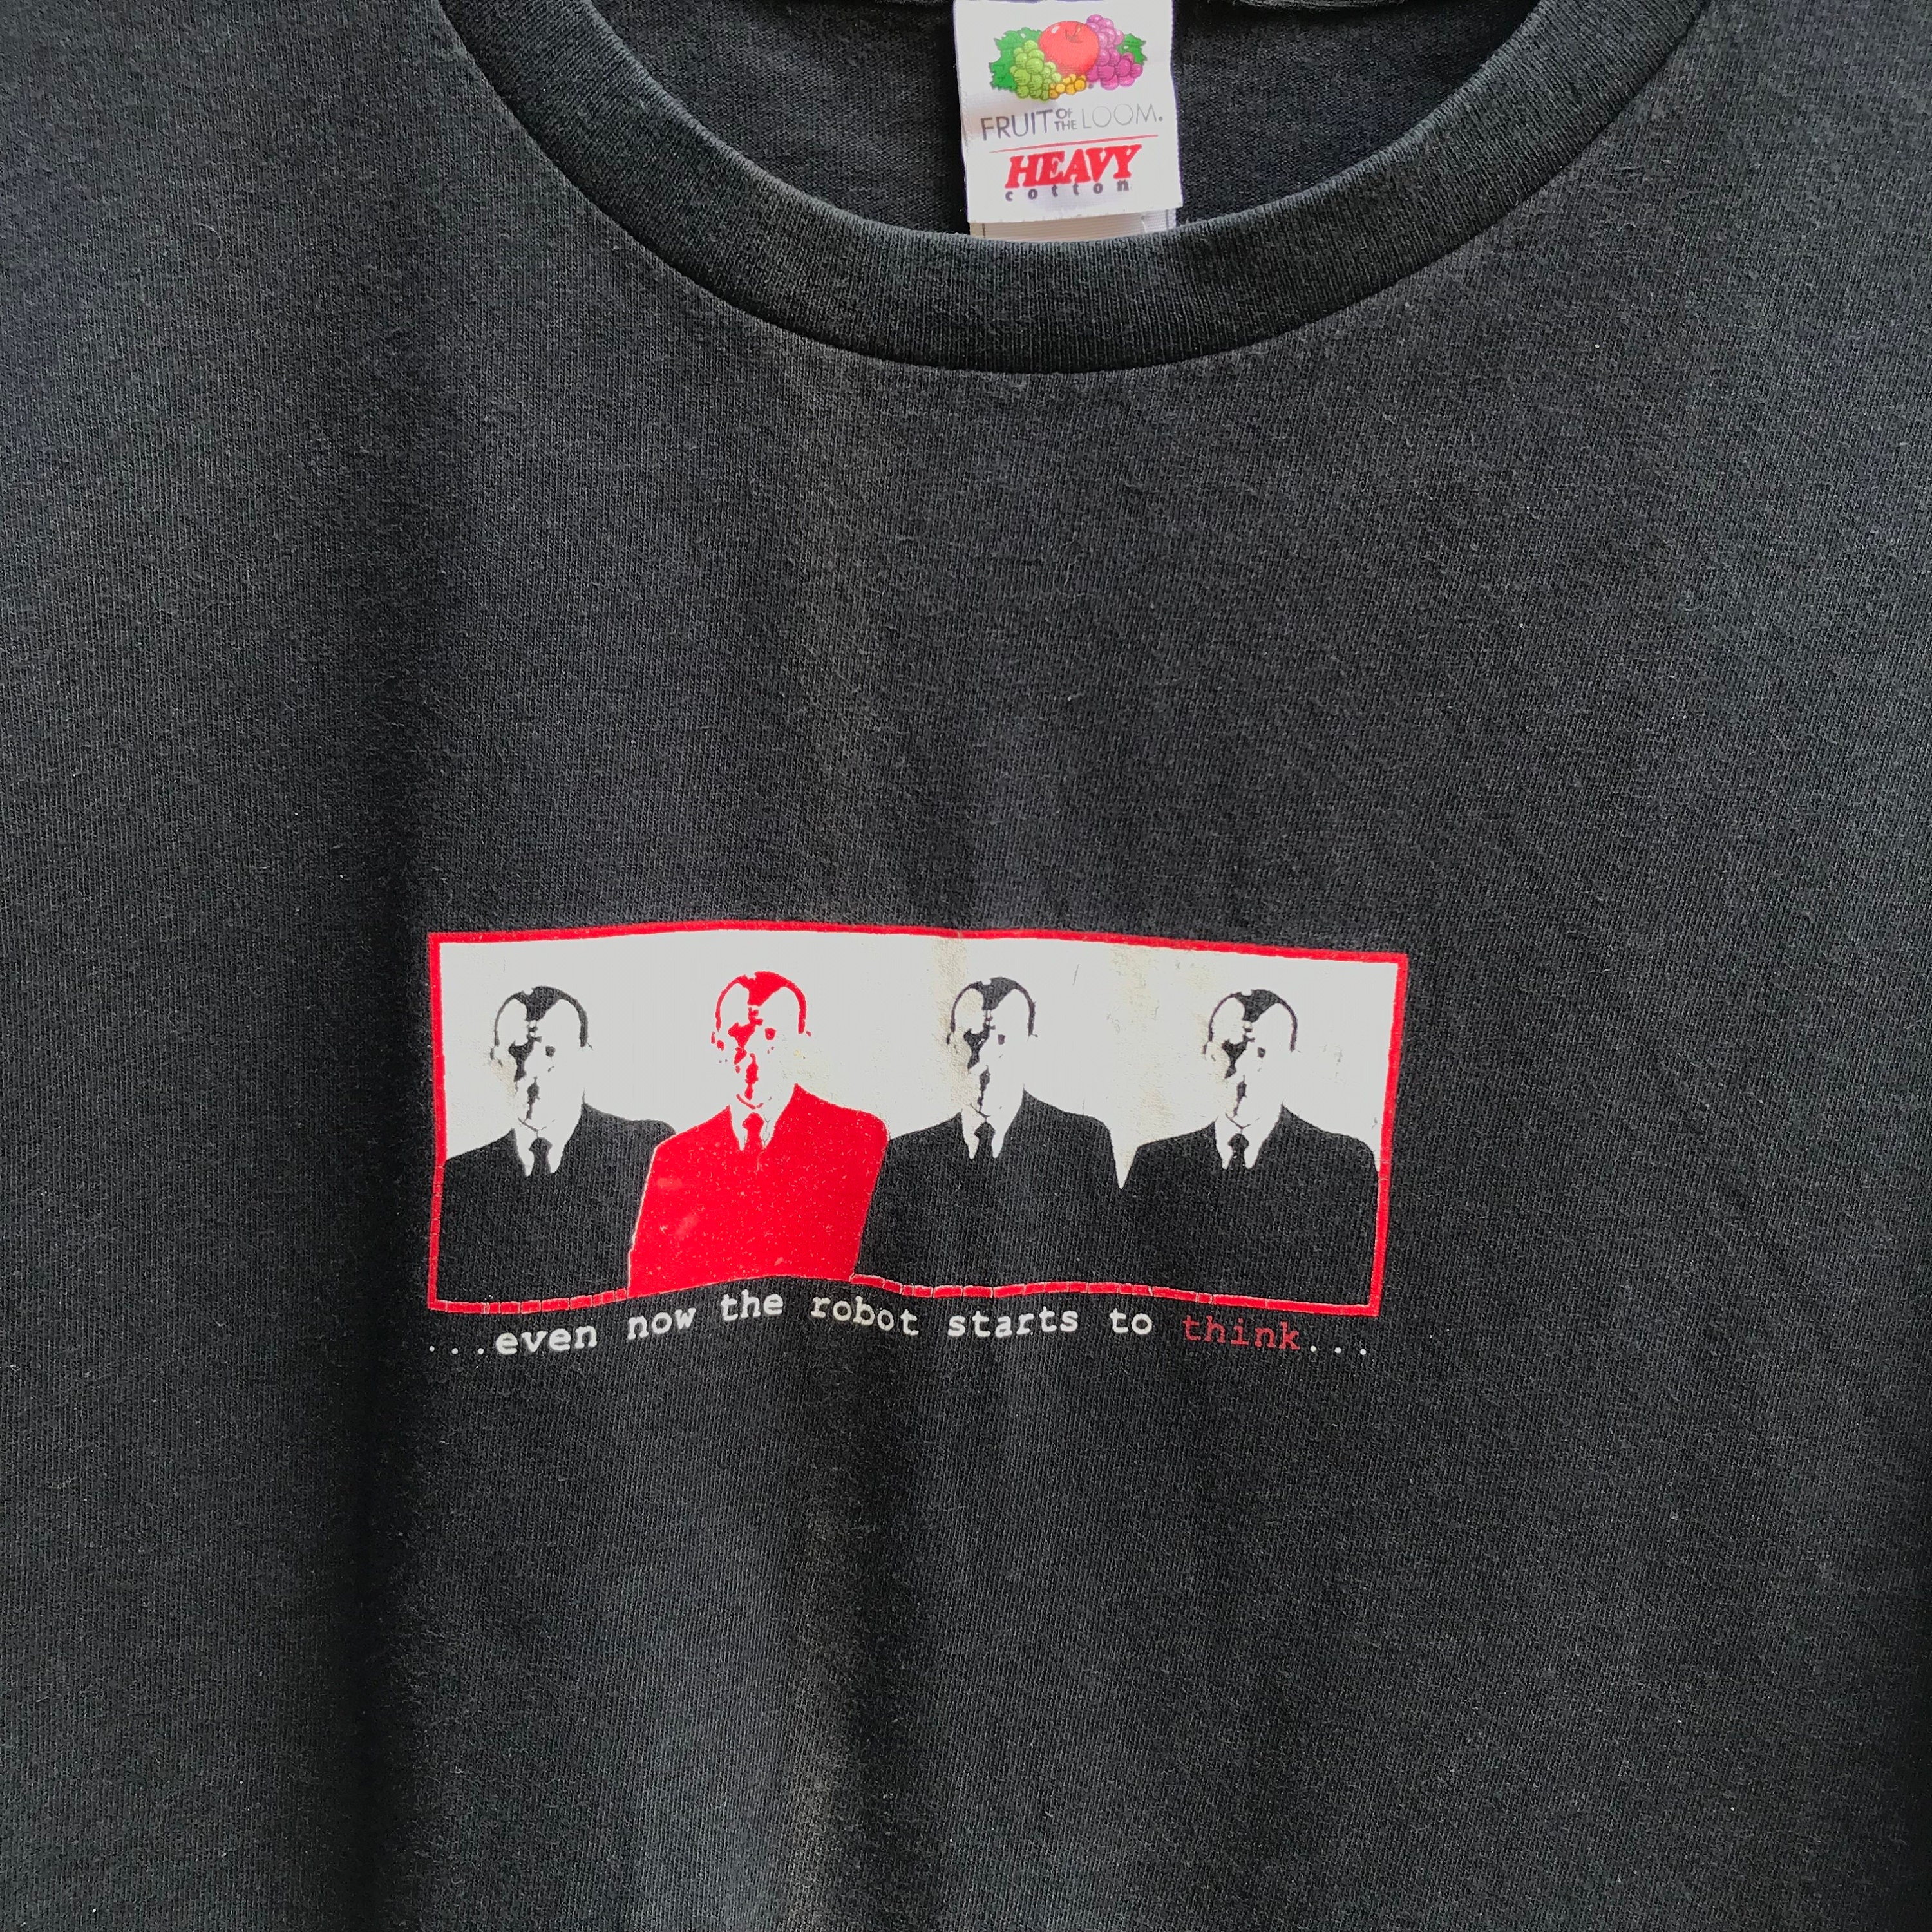 FRUIT OF THE LOOM.
HEAVY
cotton
...even now the robot starts to think...